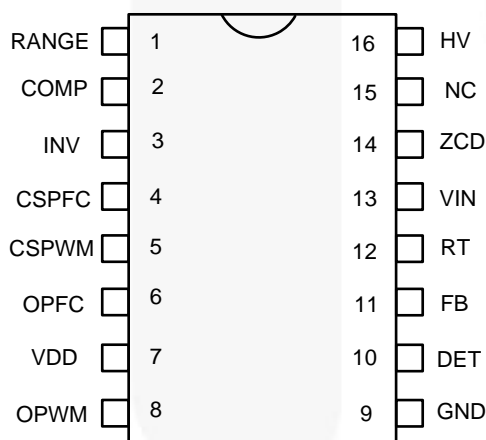 RANGE 1 16 HV
COMP 2 15 NC
INV 3 14 ZCD
CSPFC 4 13 VIN
CSPWM 5 12 RT
OPFC 6 11 FB
VDD 7 10 DET
OPWM 8 9 GND